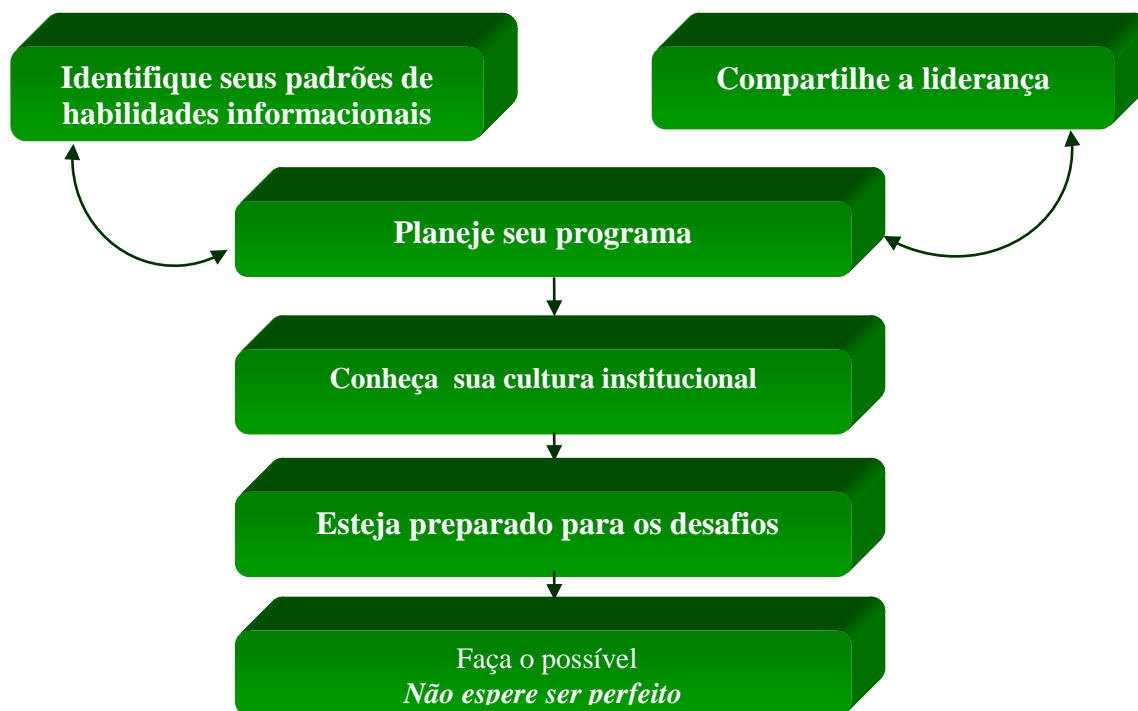 Identifique seus padrões de
habilidades informacionais
Compartilhe a liderança
Planeje seu programa
Conheça sua cultura institucional
Esteja preparado para os desafios
Faça o possível
Não espere ser perfeito